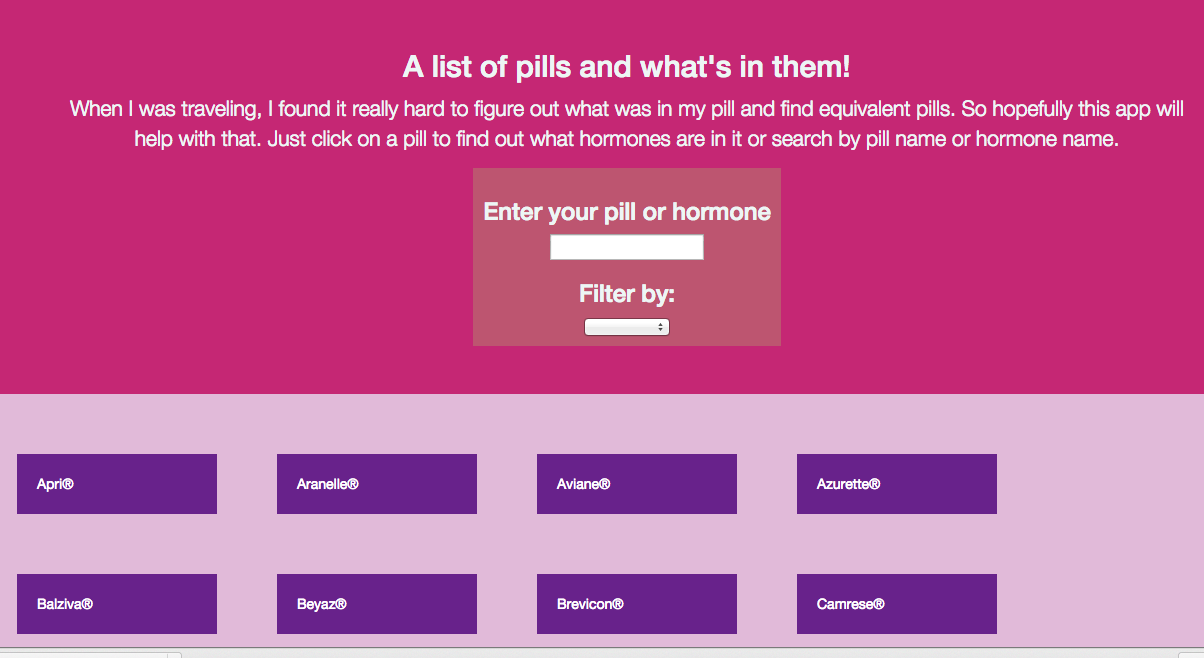 A list of pills and what's in them!
When I was traveling, I found it really hard to figure out what was in my pill and find equivalent pills. So hopefully this app will
help with that. Just click on a pill to find out what hormones are in it or search by pill name or hormone name.
Enter your pill or hormone
Filter by:
Apri®
Aranelle®
Aviane®
Azurette®
Balziva®
Beyaz®
Brevicon®
Camrese®